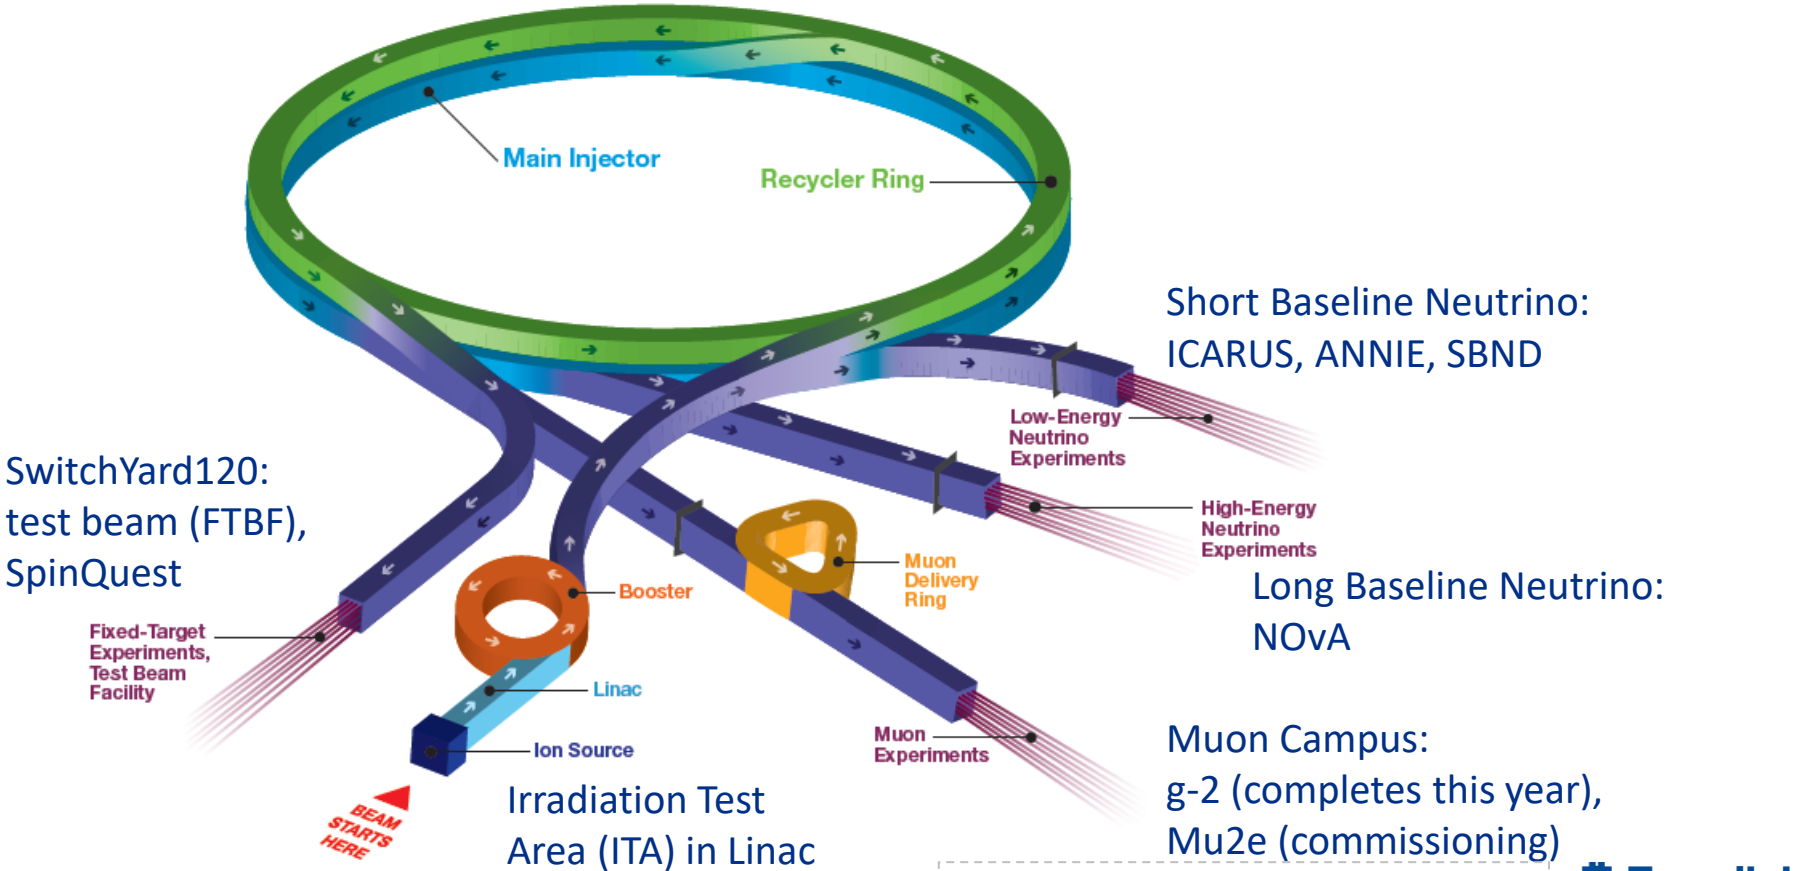 Main Injector
Recycler Ring
Short Baseline Neutrino:
ICARUS, ANNIE, SBND
Low-Energy
Neutrino
Experiments
SwitchYard120:
test beam (FTBF),
SpinQuest
High-Energy
Neutrino
Experiments
Muon
Delivery
Ring
Booster
Long Baseline Neutrino:
NOvA
Fixed-Target
Experiments,
Test Beam
Facility
Linac
Ion Source
Muon
Experiments
Muon Campus:
g-2 (completes this year),
Mu2e (commissioning)
BEAM
STARTS
HERE
Irradiation Test
Area (ITA) in Linac